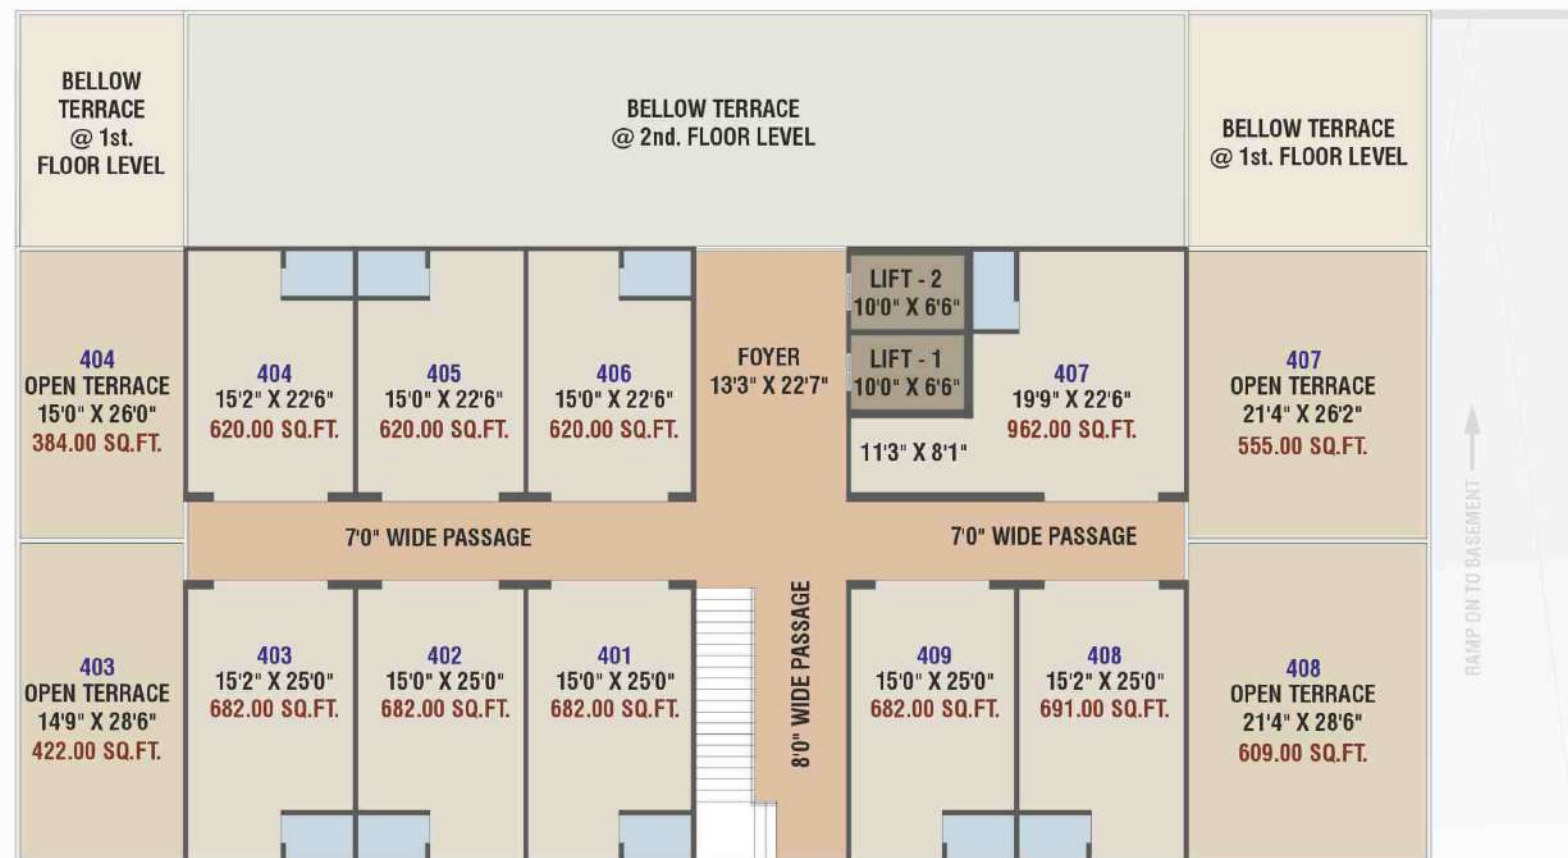 BELLOW
TERRACE
@ 1st.
FLOOR LEVEL
BELLOW TERRACE
@ 2nd. FLOOR LEVEL
BELLOW TERRACE
@ 1st. FLOOR LEVEL
404
OPEN TERRACE
15'0" X 26'0"
384.00 SQ.FT.
404
15'2" X 22'6"
620.00 SQ.FT.
405
15'0" X 22'6"
620.00 SQ.FT.
406
15'0" X 22'6"
620.00 SQ.FT.
FOYER
13'3" X 22'7"
LIFT - 2
10'0" X 6'6"
LIFT - 1
10'0" X 6'6"
11'3" X 8'1"
407
19'9" X 22'6"
962.00 SQ.FT.
407
OPEN TERRACE
21'4" X 26'2"
555.00 SQ.FT.
RAMP ON TO BASEMENT
7'0" WIDE PASSAGE
7'0" WIDE PASSAGE
403
OPEN TERRACE
14'9" X 28'6"
422.00 SQ.FT.
403
15'2" X 25'0"
682.00 SQ.FT.
402
15'0" X 25'0"
682.00 SQ.FT.
401
15'0" X 25'0"
682.00 SQ.FT.
8'0" WIDE PASSAGE
409
15'0" X 25'0"
682.00 SQ.FT.
408
15'2" X 25'0"
691.00 SQ.FT.
408
OPEN TERRACE
21'4" X 28'6"
609.00 SQ.FT.